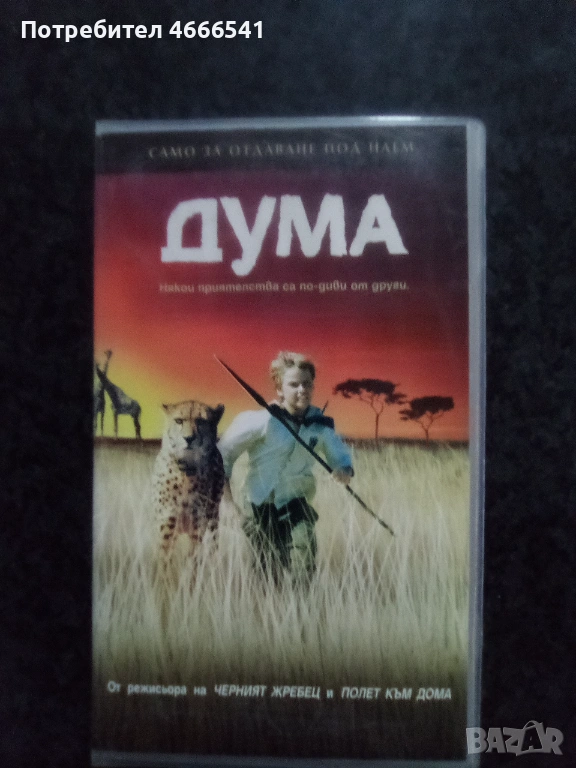 Потребител 4666541
САМО ЗА ОТДАВАНЕ ПОД НАЕМ
ДУМА
Някои приятелства са по-диви от други.
От режисьора на ЧЕРНИЯТ ЖРЕБЕЦ и ПОЛЕТ КЪМ ДОМА
BAZAR